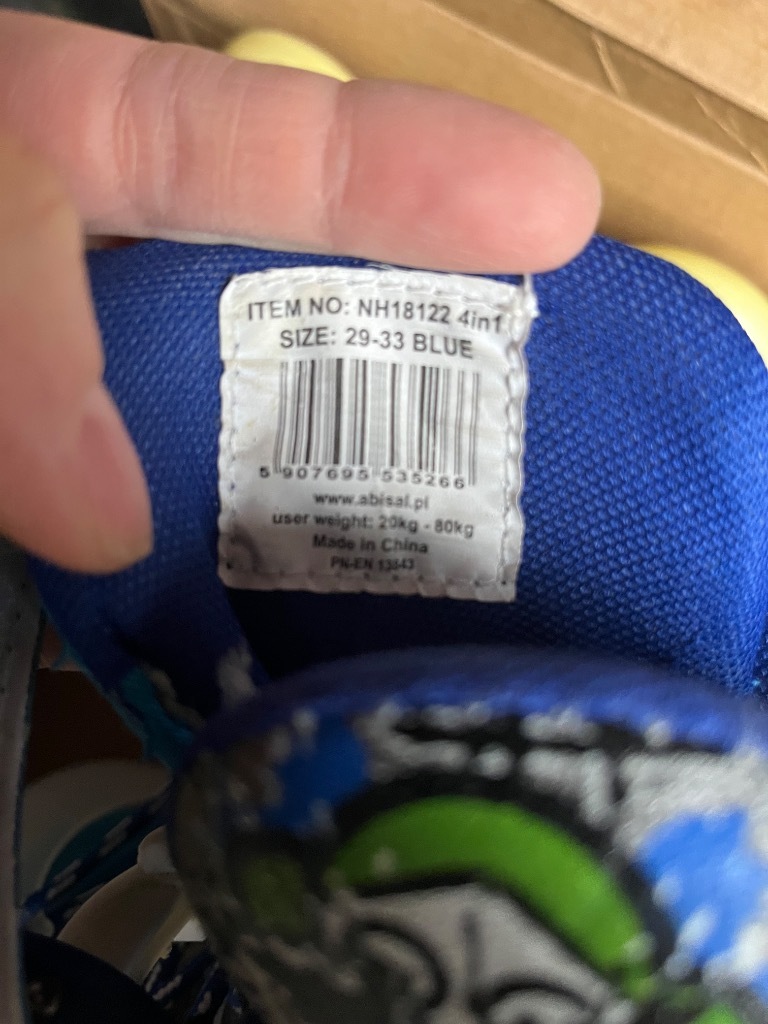 ITEM NO: NH18122 4in1
SIZE: 29-33 BLUE
5 907695 535266
www.abisal.pl
user weight: 20kg - 80kg
Made in China
PN-EN 13843